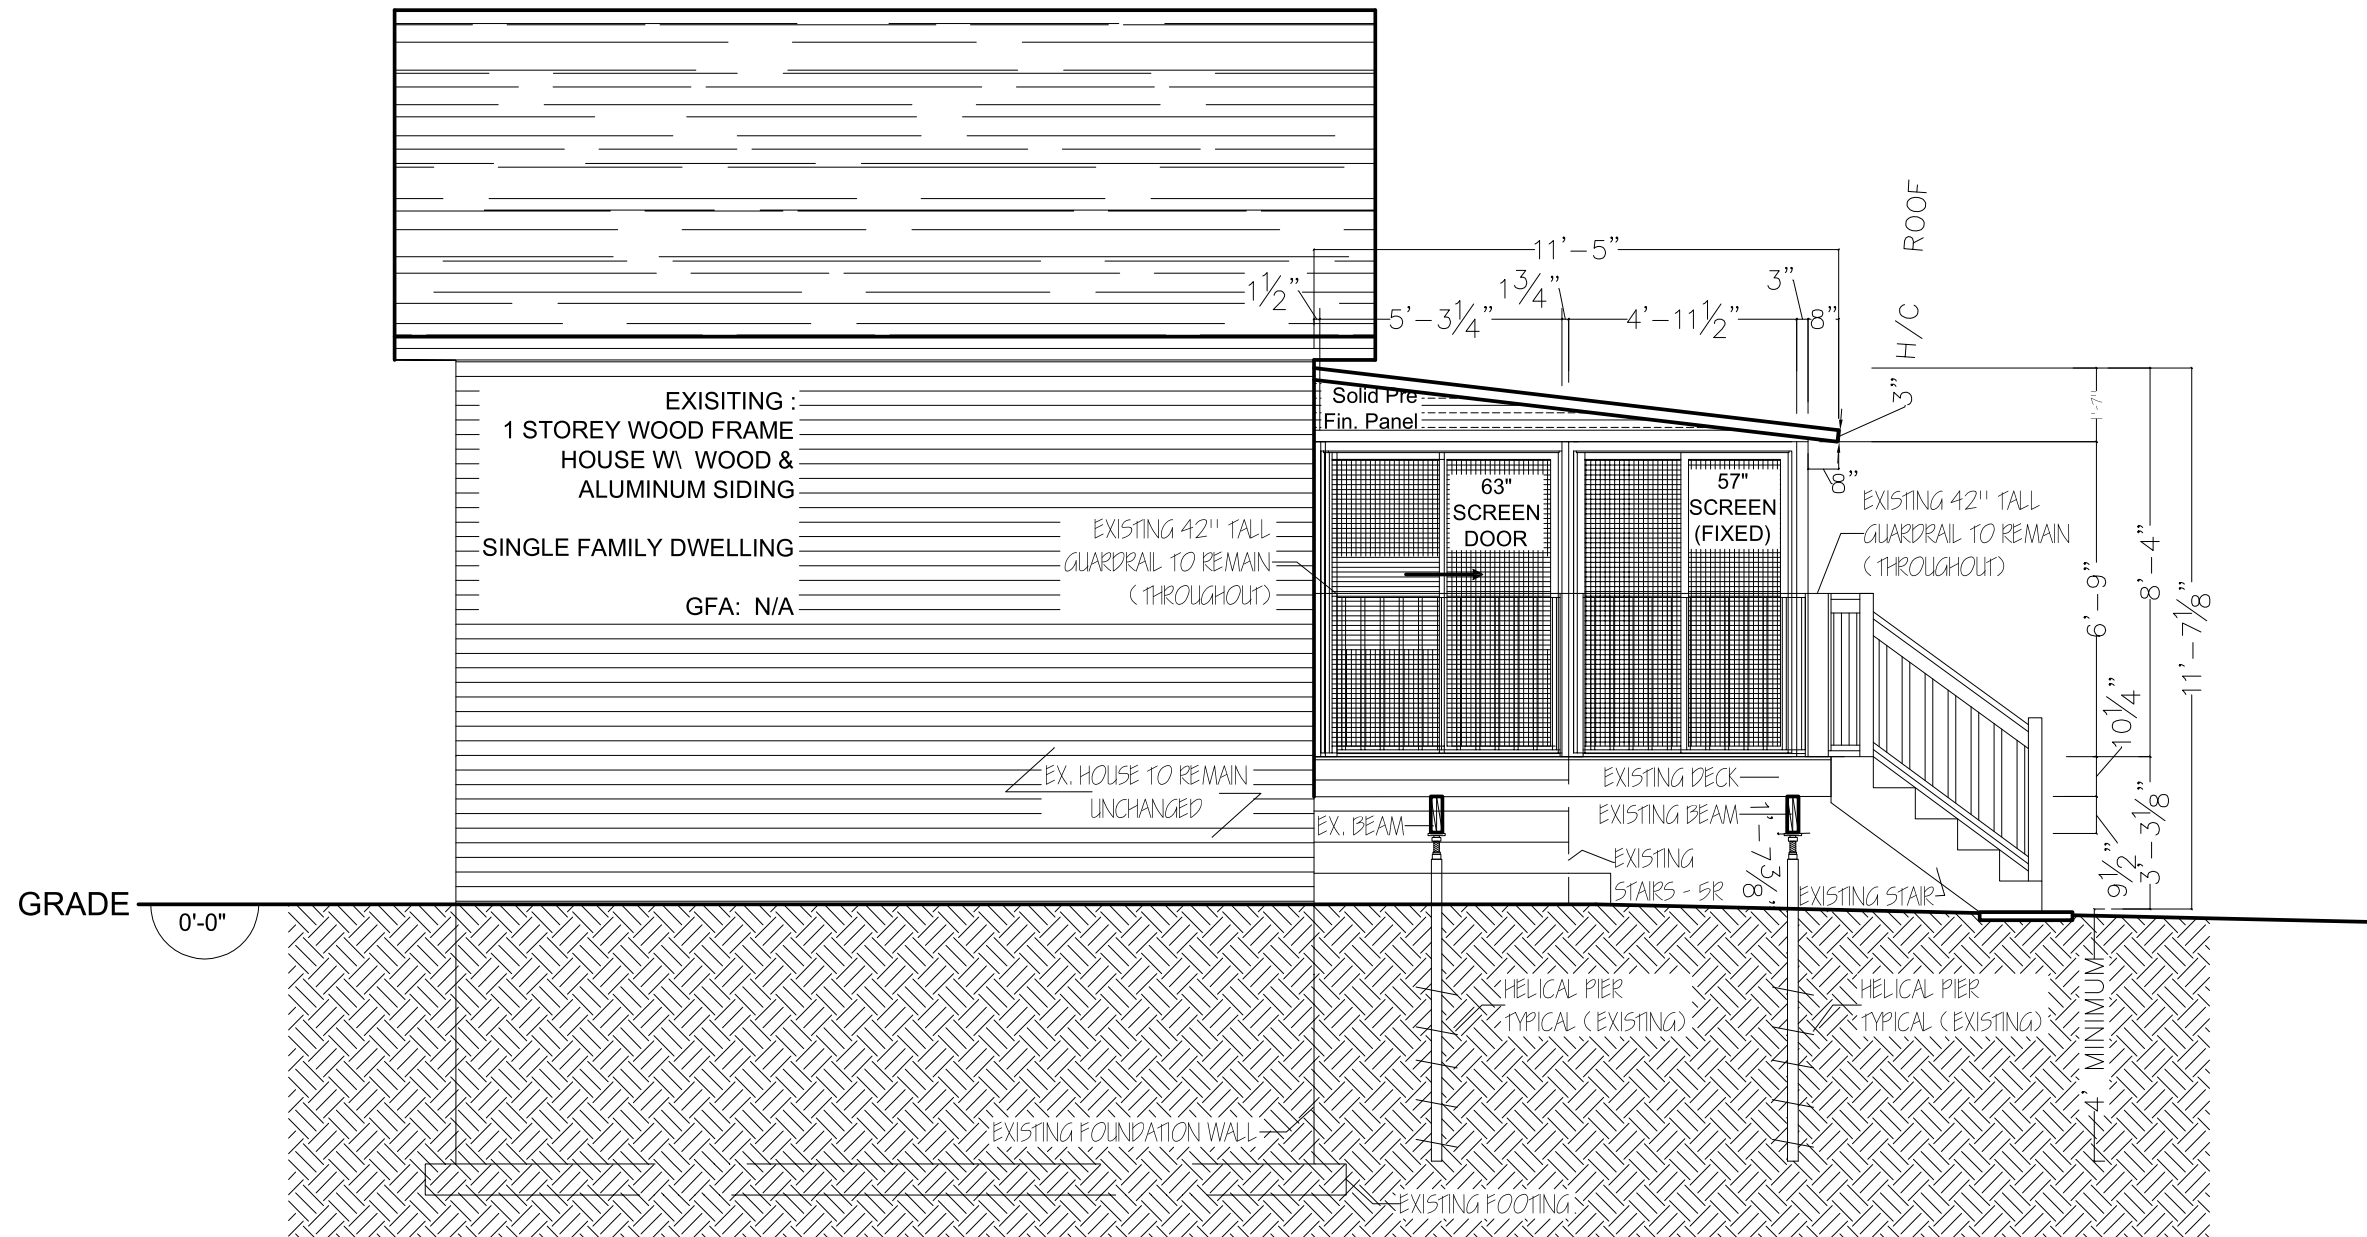 11'-5"
1½"
5'-3¼"
1¾"
4'-11½"
3"
8"
3" H/C ROOF
Solid Pre
Fin. Panel
EXISITING :
1 STOREY WOOD FRAME
HOUSE W\ WOOD &
ALUMINUM SIDING
SINGLE FAMILY DWELLING
GFA: N/A
EXISTING 42" TALL
GUARDRAIL TO REMAIN
( THROUGHOUT)
63"
SCREEN
DOOR
57"
SCREEN
(FIXED)
8"
EXISTING 42" TALL
GUARDRAIL TO REMAIN
( THROUGHOUT)
1'-7"
6'-9"
8'-4"
11'-7⅛"
10¼"
9½"
3'-3⅛"
EX. HOUSE TO REMAIN
UNCHANGED
EXISTING DECK
EXISTING BEAM
EX. BEAM
1'-7⅜"
EXISTING
STAIRS - 5R
EXISTING STAIR
GRADE
0'-0"
HELICAL PIER
TYPICAL ( EXISTING)
HELICAL PIER
TYPICAL ( EXISTING)
4' MINIMUM
EXISTING FOUNDATION WALL
EXISTING FOOTING